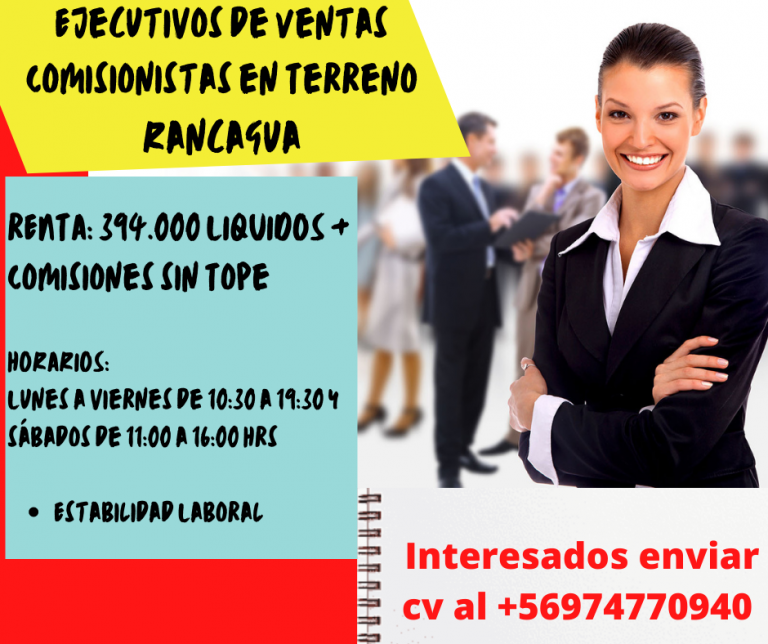 EJECUTIVOS DE VENTAS
COMISIONISTAS EN TERRENO
RANCAGUA
RENTA: 394.000 LIQUIDOS +
COMISIONES SIN TOPE
HORARIOS:
LUNES A VIERNES DE 10:30 A 19:30 Y
SÁBADOS DE 11:00 A 16:00 HRS
• ESTABILIDAD LABORAL
Interesados enviar
cv al +56974770940